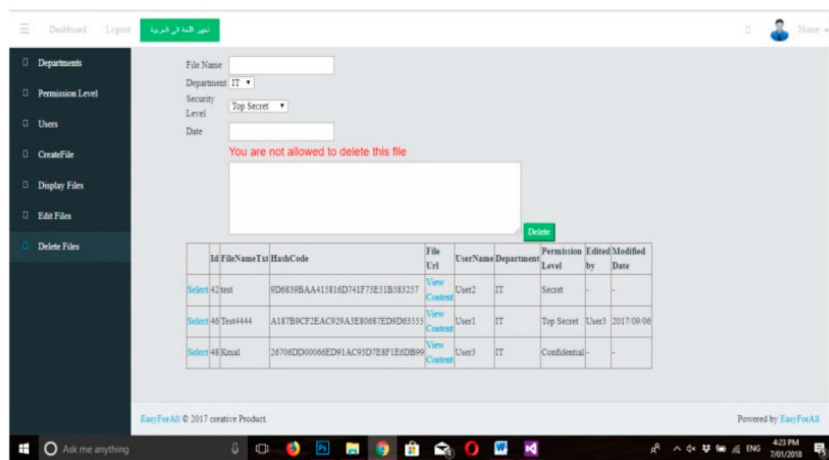 Dashboard Logout تغيير اللغة الى العربية
Home
Departments
Permission Level
Users
CreateFile
Display Files
Edit Files
Delete Files
File Name
Department IT
Security Level Top Secret
Date
You are not allowed to delete this file
Delete
Id FileNameTxt HashCode File Url UserName Department Permission Level Edited by Modified Date
Select 42 test 9D6839BAA415816D741F73E31B583257 View Content User2 IT Secret - -
Select 46 Test4444 A187B9CF2EAC929A3E80687ED9D63555 View Content User1 IT Top Secret User3 2017/09/06
Select 48 Kmal 26706DD00066ED91AC93D7E8F1E6DB99 View Content User3 IT Confidential - -
EasyForAll © 2017 creative Product. Powered by EasyForAll
Ask me anything ENG 4:23 PM
7/01/2018